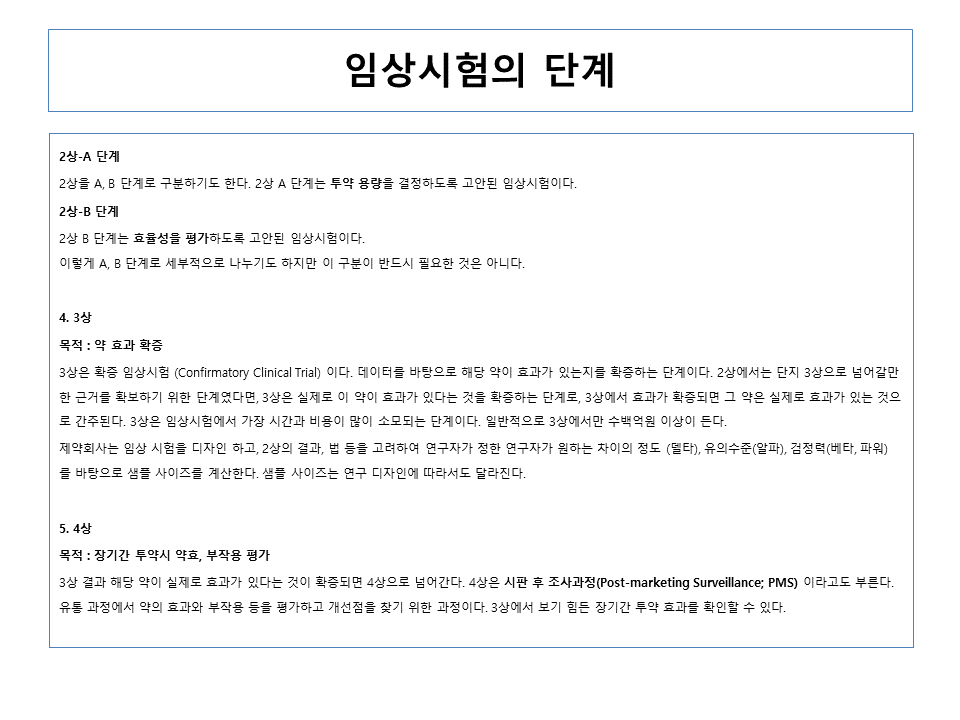 임상시험의 단계
2상-A 단계
2상을 A, B 단계로 구분하기도 한다. 2상 A 단계는 투약 용량을 결정하도록 고안된 임상시험이다.
2상-B 단계
2상 B 단계는 효율성을 평가하도록 고안된 임상시험이다.
이렇게 A, B 단계로 세부적으로 나누기도 하지만 이 구분이 반드시 필요한 것은 아니다.
4. 3상
목적 : 약 효과 확증
3상은 확증 임상시험 (Confirmatory Clinical Trial) 이다. 데이터를 바탕으로 해당 약이 효과가 있는지를 확증하는 단계이다. 2상에서는 단지 3상으로 넘어갈만
한 근거를 확보하기 위한 단계였다면, 3상은 실제로 이 약이 효과가 있다는 것을 확증하는 단계로, 3상에서 효과가 확증되면 그 약은 실제로 효과가 있는 것으
로 간주된다. 3상은 임상시험에서 가장 시간과 비용이 많이 소모되는 단계이다. 일반적으로 3상에서만 수백억원 이상이 든다.
제약회사는 임상 시험을 디자인 하고, 2상의 결과, 법 등을 고려하여 연구자가 정한 연구자가 원하는 차이의 정도 (델타), 유의수준(알파), 검정력(베타, 파워)
을 바탕으로 샘플 사이즈를 계산한다. 샘플 사이즈는 연구 디자인에 따라서도 달라진다.
5. 4상
목적 : 장기간 투약시 약효, 부작용 평가
3상 결과 해당 약이 실제로 효과가 있다는 것이 확증되면 4상으로 넘어간다. 4상은 시판 후 조사과정(Post-marketing Surveillance; PMS) 이라고도 부른다.
유통 과정에서 약의 효과와 부작용 등을 평가하고 개선점을 찾기 위한 과정이다. 3상에서 보기 힘든 장기간 투약 효과를 확인할 수 있다.